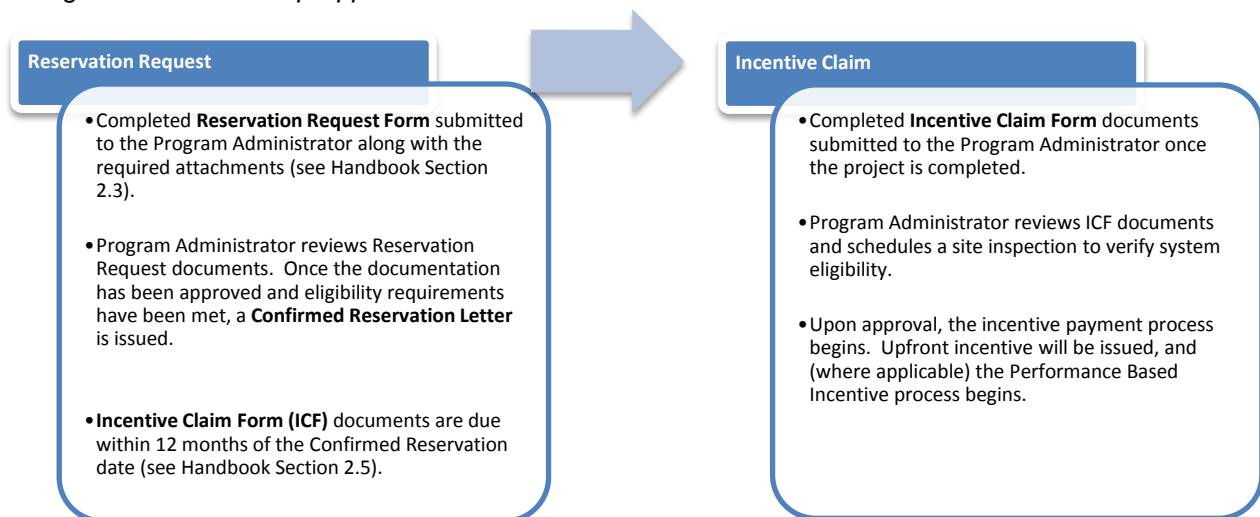 Reservation Request
•Completed Reservation Request Form submitted
to the Program Administrator along with the
required attachments (see Handbook Section
2.3).
•Program Administrator reviews Reservation
Request documents.  Once the documentation
has been approved and eligibility requirements
have been met, a Confirmed Reservation Letter
is issued.
•Incentive Claim Form (ICF) documents are due
within 12 months of the Confirmed Reservation
date (see Handbook Section 2.5).
Incentive Claim
•Completed Incentive Claim Form documents
submitted to the Program Administrator once
the project is completed.
•Program Administrator reviews ICF documents
and schedules a site inspection to verify system
eligibility.
•Upon approval, the incentive payment process
begins.  Upfront incentive will be issued, and
(where applicable) the Performance Based
Incentive process begins.